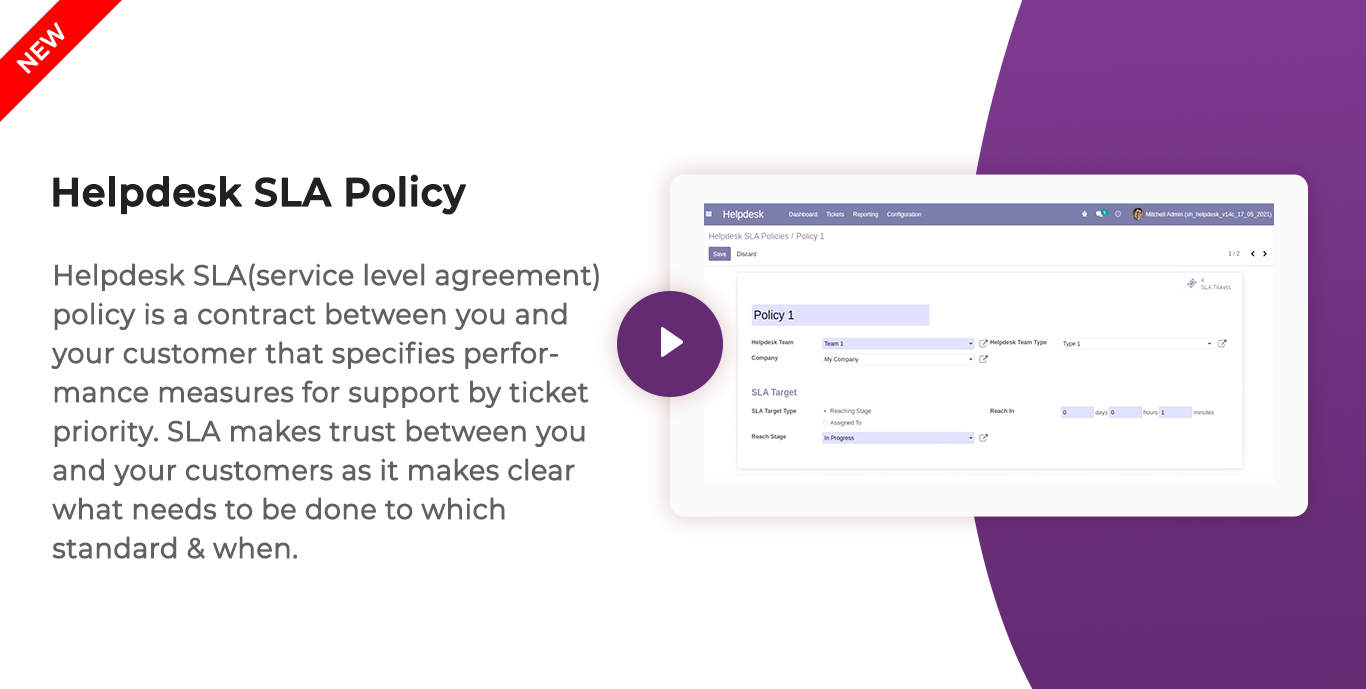 NEW
Helpdesk SLA Policy
Helpdesk SLA(service level agreement)
policy is a contract between you and
your customer that specifies perfor-
mance measures for support by ticket
priority. SLA makes trust between you
and your customers as it makes clear
what needs to be done to which
standard & when.
Helpdesk Dashboard Tickets Reporting Configuration 1 Mitchell Admin (sh_helpdesk_v14c_17_05_2021)
Helpdesk SLA Policies / Policy 1
Save Discard 1 / 2
4
SLA Tickets
Policy 1
Helpdesk Team Team 1 Helpdesk Team Type Type 1
Company My Company
SLA Target
SLA Target Type Reaching Stage Reach In 0 days 0 hours 1 minutes
Assigned To
Reach Stage In Progress